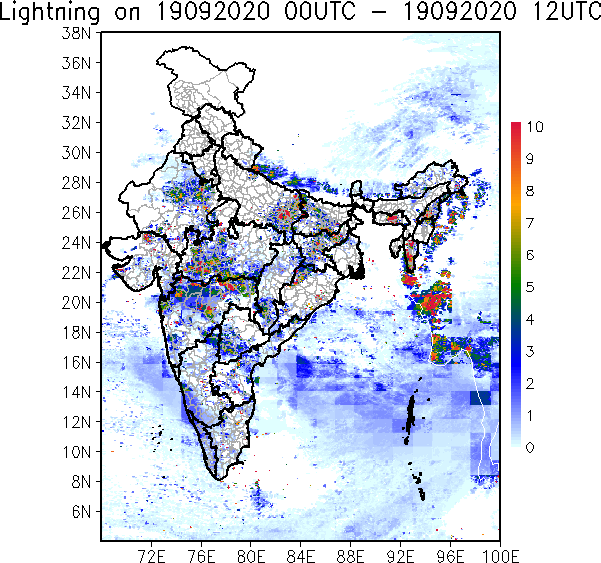 Lightning on 19092020 00UTC – 19092020 12UTC
38N
36N
34N
32N
30N
28N
26N
24N
22N
20N
18N
16N
14N
12N
10N
8N
6N
72E 76E 80E 84E 88E 92E 96E 100E
10
9
8
7
6
5
4
3
2
1
0